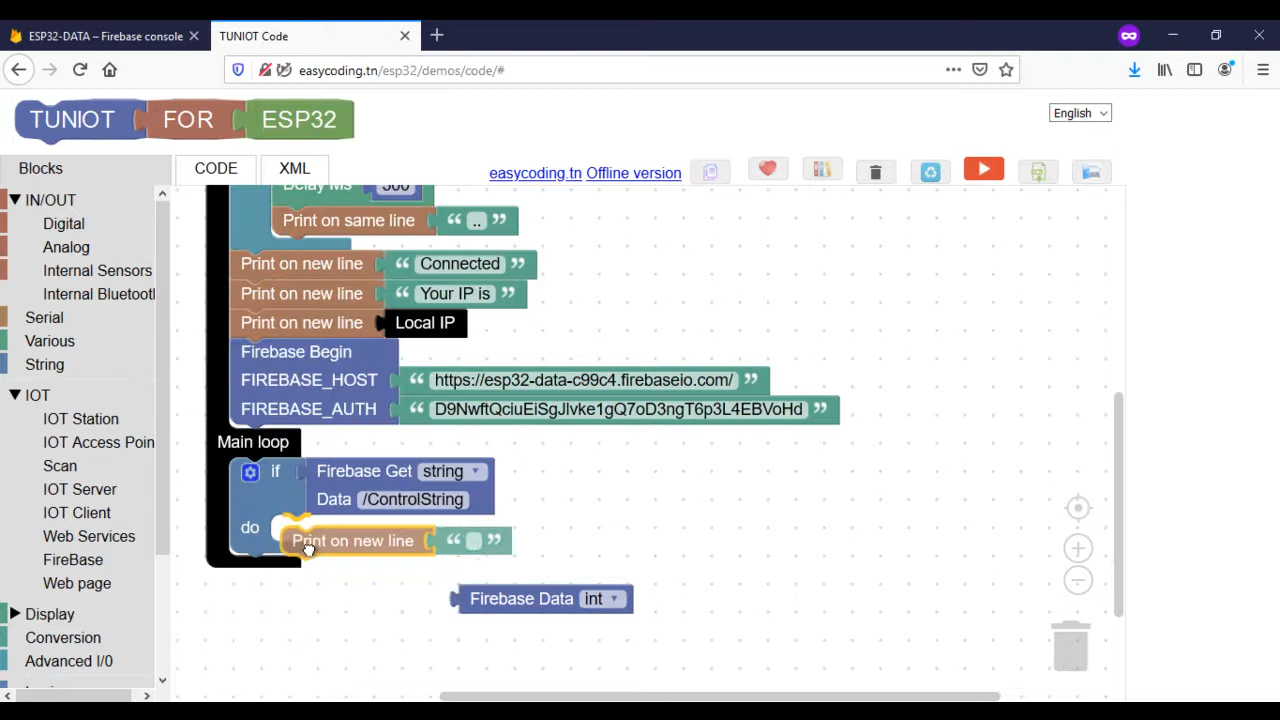 ESP32-DATA – Firebase console
TUNIOT Code
easycoding.tn/esp32/demos/code/#
TUNIOT FOR ESP32
English
Blocks
CODE
XML
easycoding.tn Offline version
IN/OUT
Digital
Analog
Internal Sensors
Internal Bluetoot
Serial
Various
String
IOT
IOT Station
IOT Access Poin
Scan
IOT Server
IOT Client
Web Services
FireBase
Web page
Display
Conversion
Advanced I/0
Delay Ms 500
Print on same line “ .. ”
Print on new line “ Connected ”
Print on new line “ Your IP is ”
Print on new line Local IP
Firebase Begin
FIREBASE_HOST “ https://esp32-data-c99c4.firebaseio.com/ ”
FIREBASE_AUTH “ D9NwftQciuEiSgJlvke1gQ7oD3ngT6p3L4EBVoHd ”
Main loop
if Firebase Get string
Data /ControlString
do
Print on new line “ ”
Firebase Data int